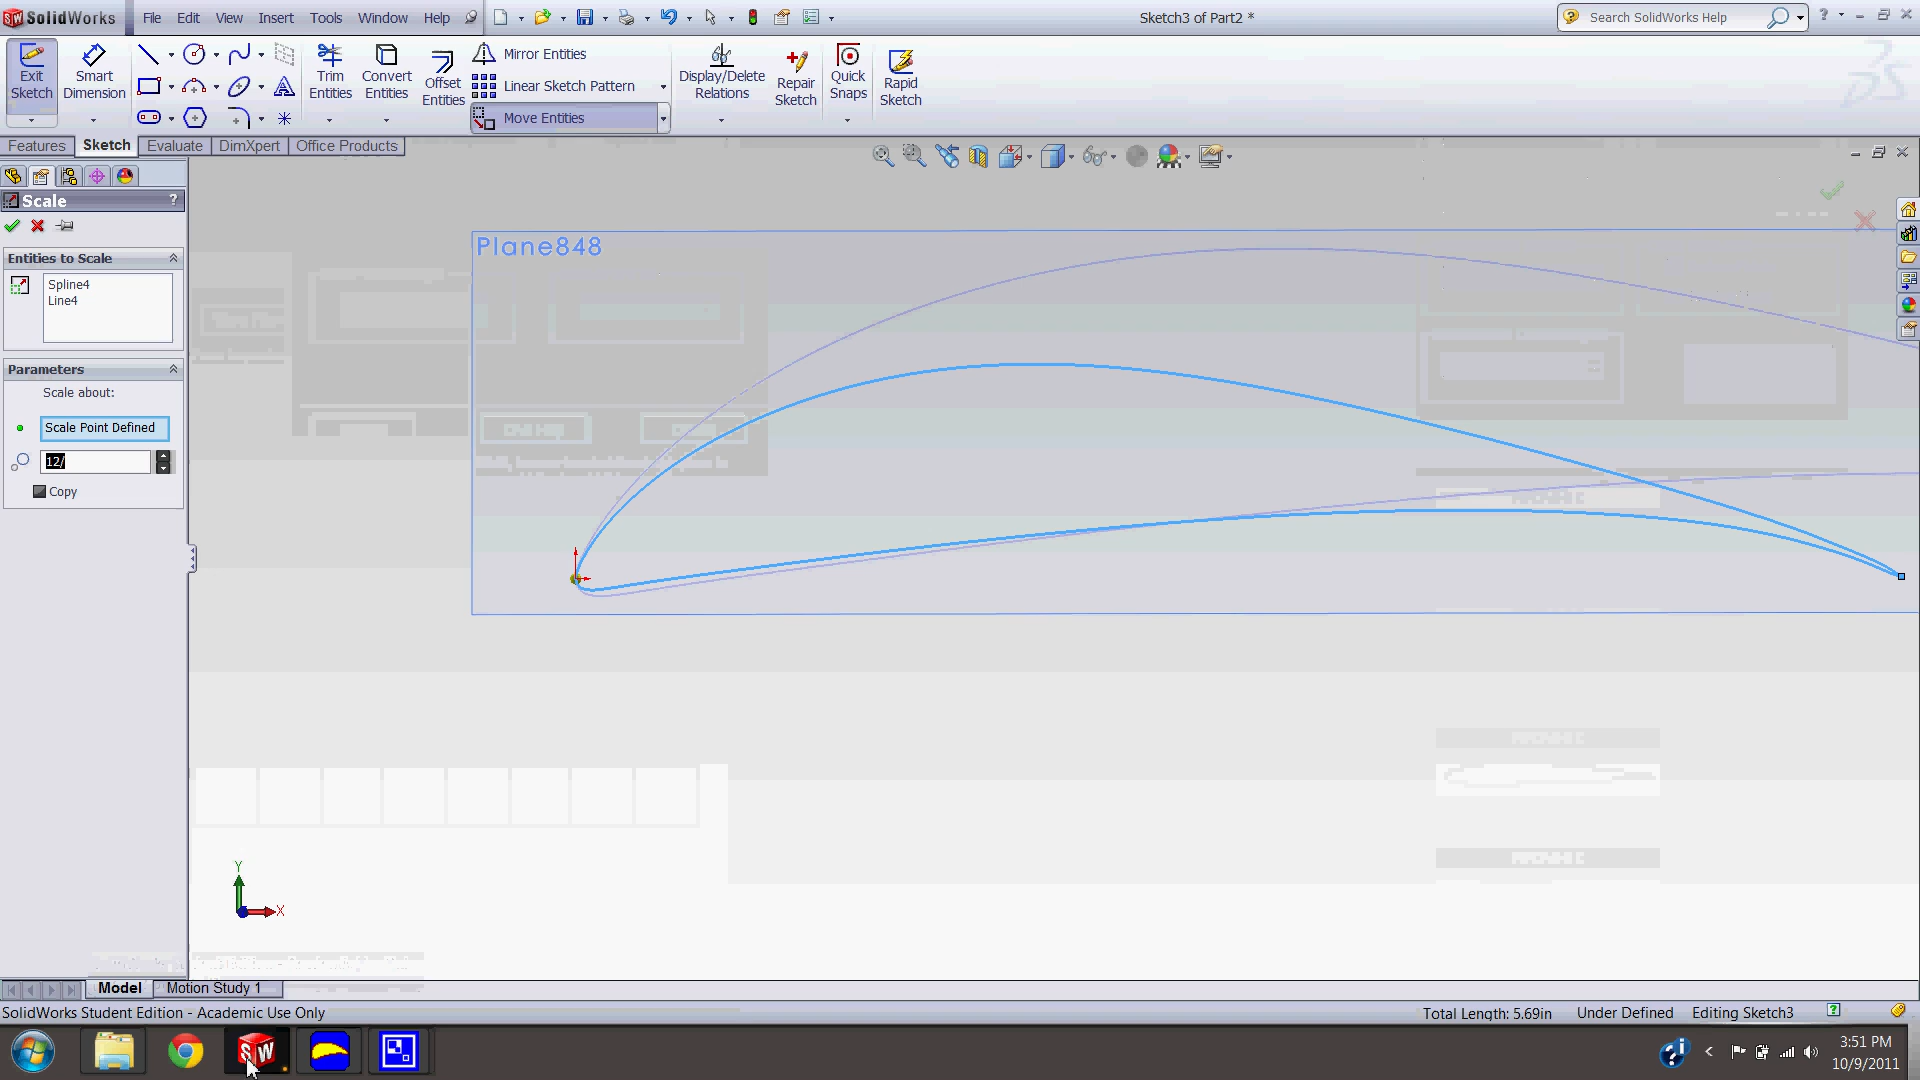 SolidWorks File Edit View Insert Tools Window Help Sketch3 of Part2 * Search SolidWorks Help
Exit Sketch
Smart Dimension
Trim Entities
Convert Entities
Offset Entities
Mirror Entities
Linear Sketch Pattern
Move Entities
Display/Delete Relations
Repair Sketch
Quick Snaps
Rapid Sketch
Features Sketch Evaluate DimXpert Office Products
Scale ?
Entities to Scale
Spline4
Line4
Parameters
Scale about:
Scale Point Defined
12/
Copy
Plane848
Y
X
Model Motion Study 1
SolidWorks Student Edition - Academic Use Only Total Length: 5.69in Under Defined Editing Sketch3
3:51 PM
10/9/2011